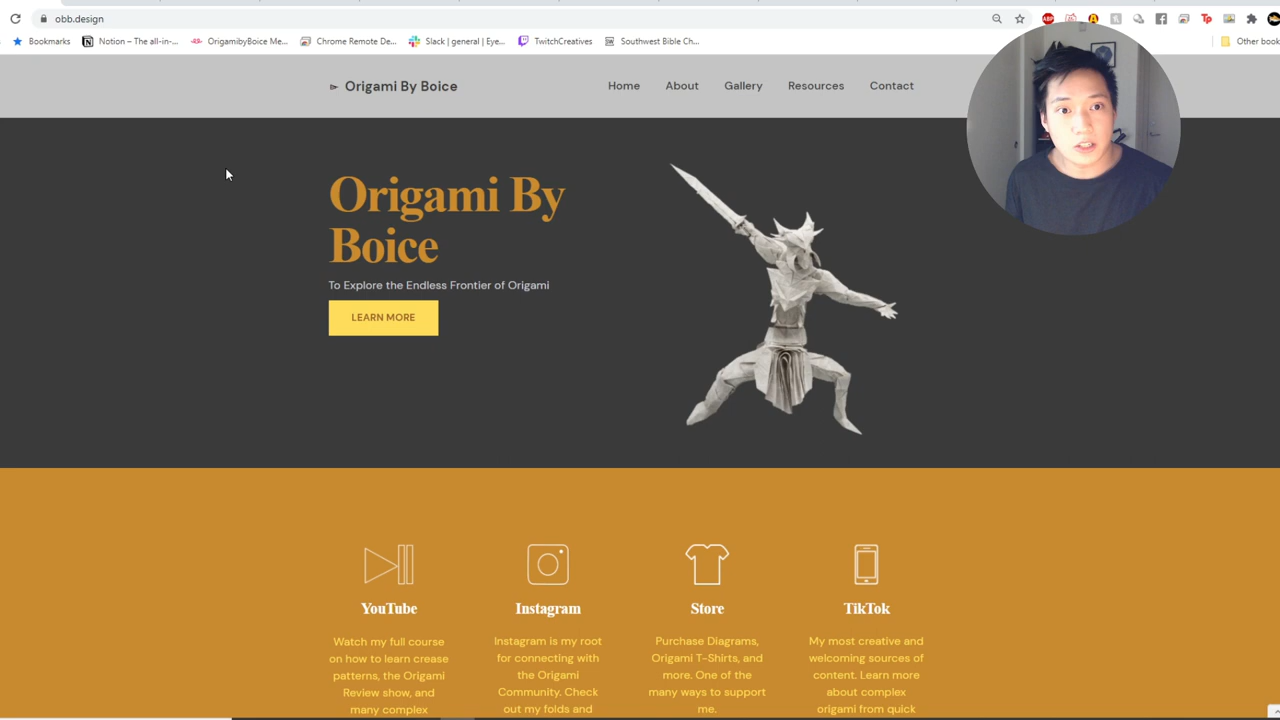 obb.design
ABP
Tp
Bookmarks
Notion – The all-in-...
OrigamibyBoice Me...
Chrome Remote De...
Slack | general | Eye...
TwitchCreatives
Southwest Bible Ch...
Other book
Origami By Boice
Home
About
Gallery
Resources
Contact
Origami By
Boice
To Explore the Endless Frontier of Origami
LEARN MORE
YouTube
Watch my full course
on how to learn crease
patterns, the Origami
Review show, and
many complex
Instagram
Instagram is my root
for connecting with
the Origami
Community. Check
out my folds and
Store
Purchase Diagrams,
Origami T-Shirts, and
more. One of the
many ways to support
me.
TikTok
My most creative and
welcoming sources of
content. Learn more
about complex
origami from quick